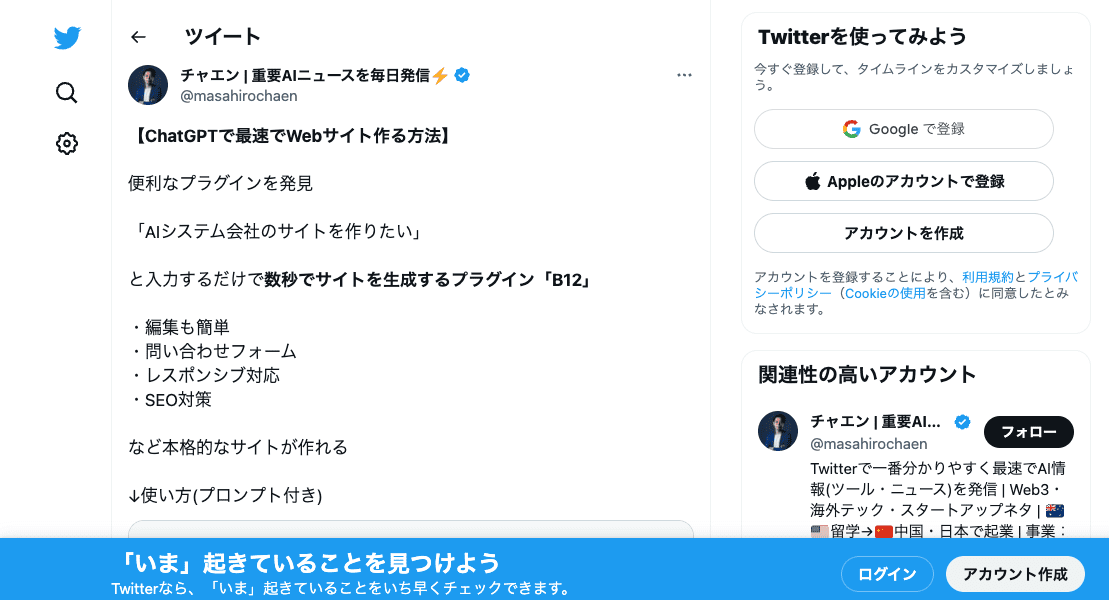 ツイート
チャエン | 重要AIニュースを毎日発信⚡
@masahirochaen
【ChatGPTで最速でWebサイト作る方法】
便利なプラグインを発見
「AIシステム会社のサイトを作りたい」
と入力するだけで数秒でサイトを生成するプラグイン「B12」
・編集も簡単
・問い合わせフォーム
・レスポンシブ対応
・SEO対策
など本格的なサイトが作れる
↓使い方(プロンプト付き)
Twitterを使ってみよう
今すぐ登録して、タイムラインをカスタマイズしましょ
う。
Google で登録
Appleのアカウントで登録
アカウントを作成
アカウントを登録することにより、利用規約とプライバ
シーポリシー（Cookieの使用を含む）に同意したとみ
なされます。
関連性の高いアカウント
チャエン | 重要AI...
@masahirochaen
フォロー
Twitterで一番分かりやすく最速でAI情
報(ツール・ニュース)を発信 | Web3・
海外テック・スタートアップネタ | 🇦🇺
🇺🇸留学→🇨🇳中国・日本で起業 | 事業：
「いま」起きていることを見つけよう
Twitterなら、「いま」起きていることをいち早くチェックできます。
ログイン
アカウント作成